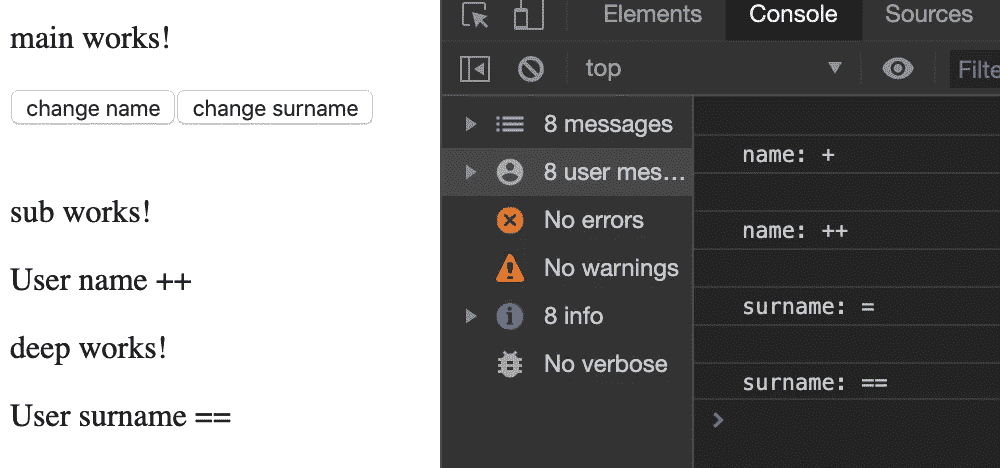 main works!
change name change surname
sub works!
User name ++
deep works!
User surname ==
Elements Console Sources
top Filte
8 messages
8 user mes...
No errors
No warnings
8 info
No verbose
name: +
name: ++
surname: =
surname: ==